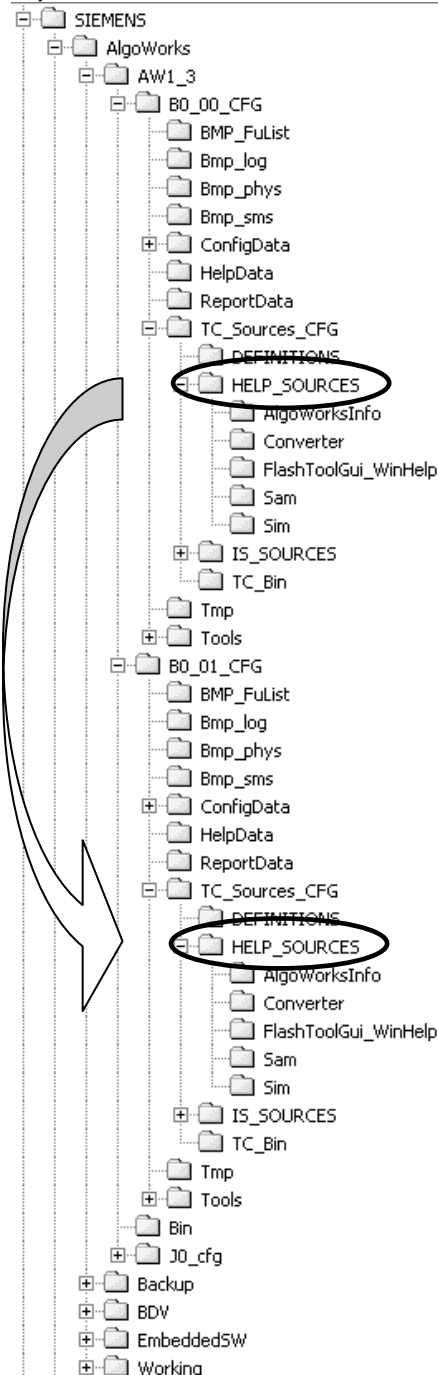 SIEMENS
AlgoWorks
AW1_3
B0_00_CFG
BMP_FuList
Bmp_log
Bmp_phys
Bmp_sms
ConfigData
HelpData
ReportData
TC_Sources_CFG
DEFINITIONS
HELP_SOURCES
AlgoWorksInfo
Converter
FlashToolGui_WinHelp
Sam
Sim
IS_SOURCES
TC_Bin
Tmp
Tools
B0_01_CFG
BMP_FuList
Bmp_log
Bmp_phys
Bmp_sms
ConfigData
HelpData
ReportData
TC_Sources_CFG
DEFINITIONS
HELP_SOURCES
AlgoWorksInfo
Converter
FlashToolGui_WinHelp
Sam
Sim
IS_SOURCES
TC_Bin
Tmp
Tools
Bin
J0_cfg
Backup
BDV
EmbeddedSW
Working